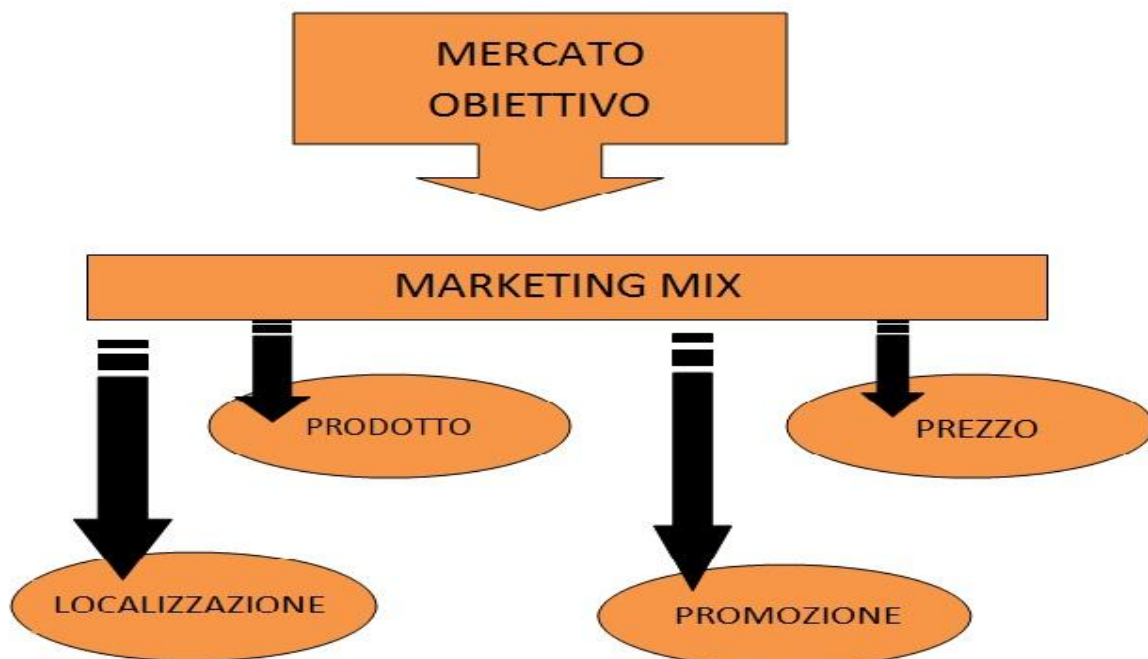 MERCATO
OBIETTIVO
MARKETING MIX
PRODOTTO
PREZZO
LOCALIZZAZIONE
PROMOZIONE